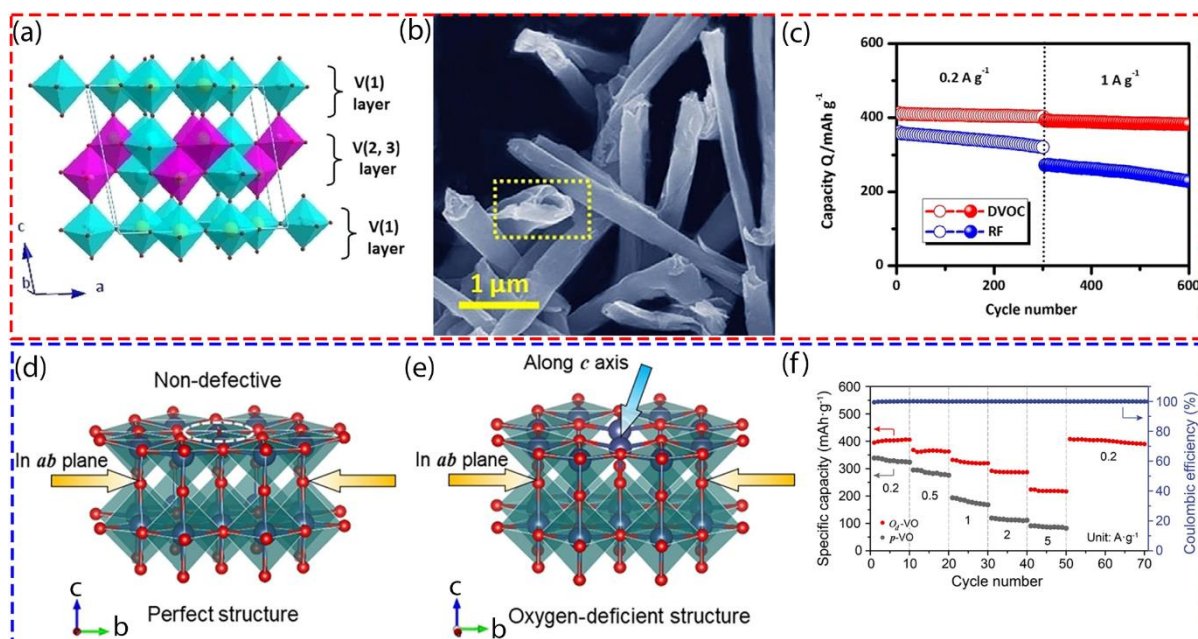 (a)
V(1)
layer
V(2, 3)
layer
V(1)
layer
c
b
a
(b)
1 μm
(c)
600
400
200
0
Capacity Q/mAh g⁻¹
0.2 A g⁻¹
1 A g⁻¹
DVOC
RF
0
200
400
600
Cycle number
(d)
Non-defective
In ab plane
c
b
Perfect structure
(e)
Along c axis
In ab plane
c
b
Oxygen-deficient structure
(f)
Specific capacity (mAh·g⁻¹)
600
550
500
400
300
200
100
0
0.2
0.5
1
2
5
0.2
O_d-VO
p-VO
Unit: A·g⁻¹
0
10
20
30
40
50
60
70
Cycle number
100
80
60
40
20
0
Coulombic efficiency (%)